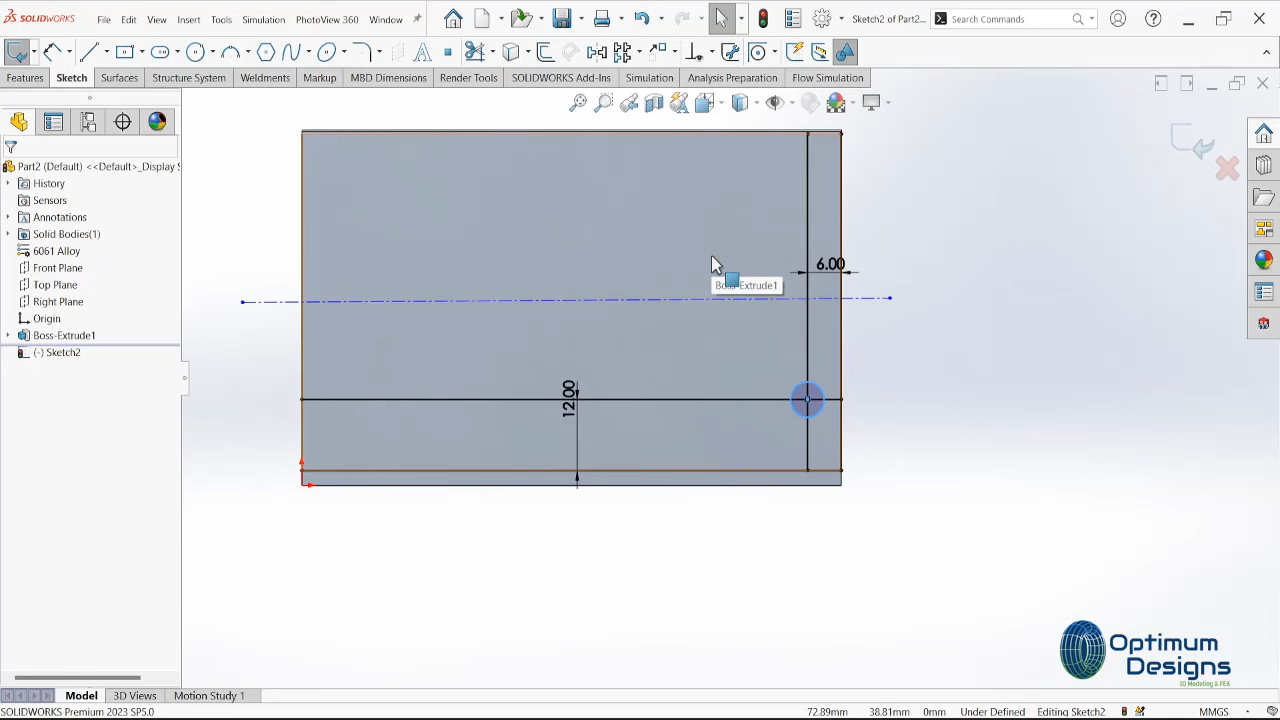 SOLIDWORKS
File Edit View Insert Tools Simulation PhotoView 360 Window
Sketch2 of Part2...
Search Commands
Features Sketch Surfaces Structure System Weldments Markup MBD Dimensions Render Tools SOLIDWORKS Add-Ins Simulation Analysis Preparation Flow Simulation
Part2 (Default) <<Default>_Display S
History
Sensors
Annotations
Solid Bodies(1)
6061 Alloy
Front Plane
Top Plane
Right Plane
Origin
Boss-Extrude1
(-) Sketch2
6.00
Boss-Extrude1
12.00
Optimum
Designs
3D Modeling & FEA
Model 3D Views Motion Study 1
SOLIDWORKS Premium 2023 SP5.0
72.89mm 38.81mm 0mm Under Defined Editing Sketch2 MMGS